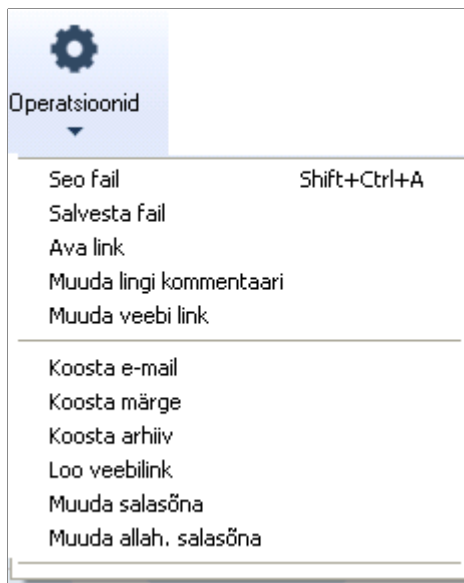 Operatsioonid
Seo fail Shift+Ctrl+A
Salvesta fail
Ava link
Muuda lingi kommentaari
Muuda veebi link
Koosta e-mail
Koosta märge
Koosta arhiiv
Loo veebilink
Muuda salasõna
Muuda allah. salasõna